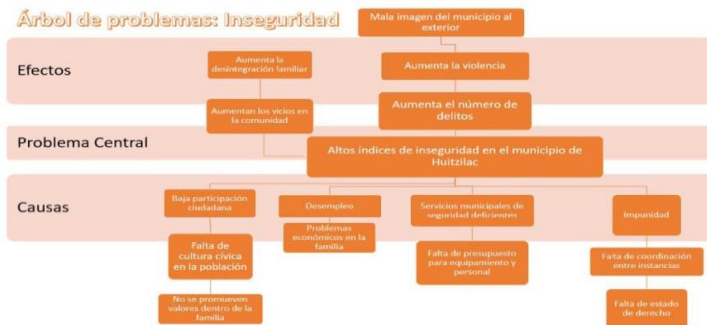 Árbol de problemas: Inseguridad
Mala imagen del municipio al
exterior
Efectos
Aumenta la
desintegración familiar
Aumenta la violencia
Aumentan los vicios en
la comunidad
Aumenta el número de
delitos
Problema Central
Altos índices de inseguridad en el municipio de
Huitzilac
Causas
Baja participación
ciudadana
Desempleo
Servicios municipales de
seguridad deficientes
Impunidad
Falta de
cultura cívica
en la población
Problemas
económicos en la
familia
Falta de presupuesto
para equipamiento y
personal
Falta de coordinación
entre instancias
No se promueven
valores dentro de la
familia
Falta de estado
de derecho